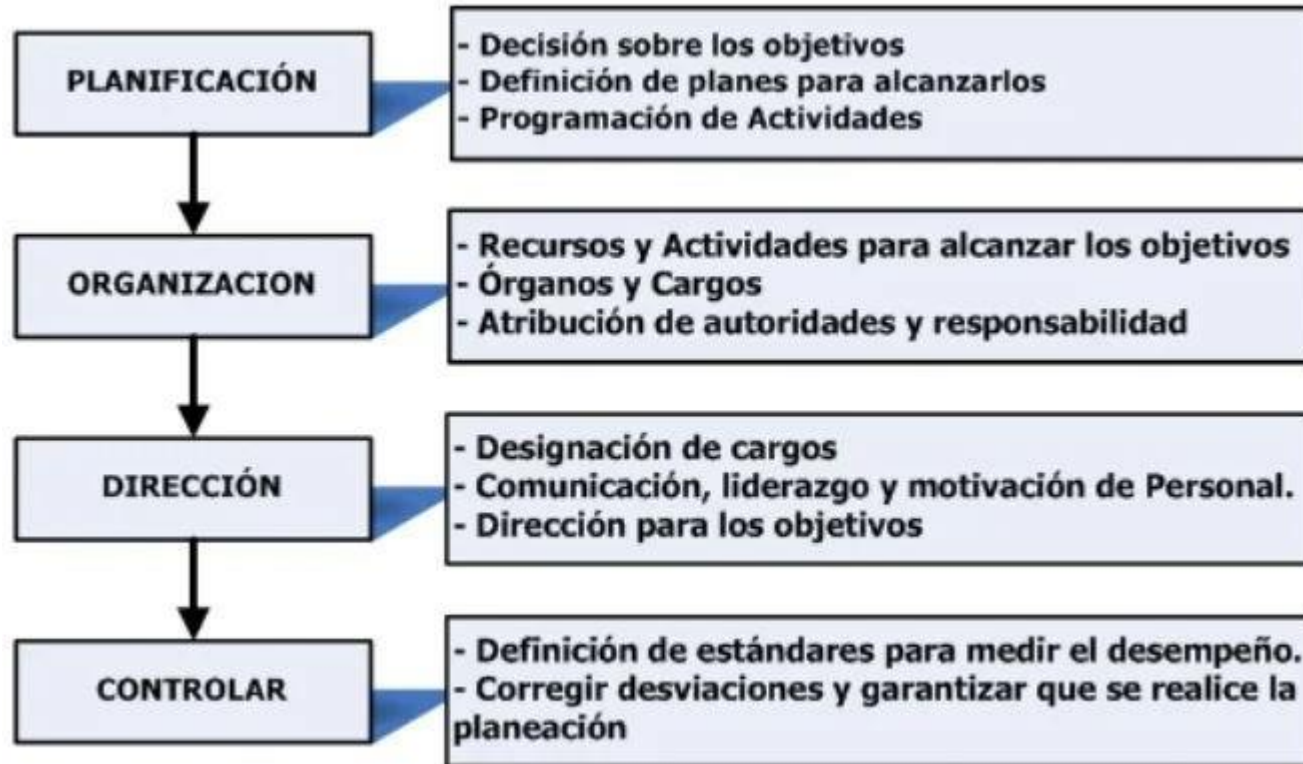 PLANIFICACIÓN
- Decisión sobre los objetivos
- Definición de planes para alcanzarlos
- Programación de Actividades
ORGANIZACION
- Recursos y Actividades para alcanzar los objetivos
- Órganos y Cargos
- Atribución de autoridades y responsabilidad
DIRECCIÓN
- Designación de cargos
- Comunicación, liderazgo y motivación de Personal.
- Dirección para los objetivos
CONTROLAR
- Definición de estándares para medir el desempeño.
- Corregir desviaciones y garantizar que se realice la
planeación